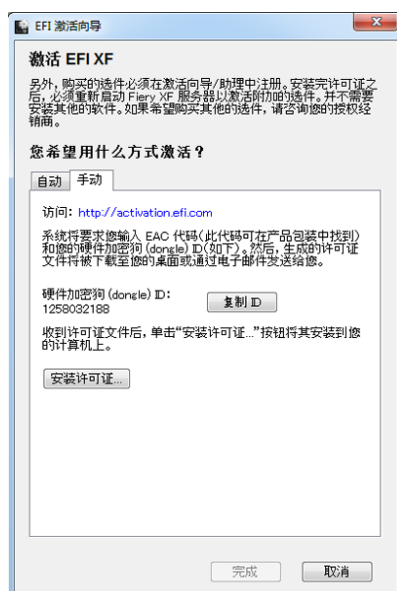 EFI 激活向导
激活 EFI XF
另外,购买的选件必须在激活向导/助理中注册。安装完许可证之
后,必须重新启动 Fiery XF 服务器以激活附加的选件。并不需要
安装其他的软件。如果希望购买其他的选件,请咨询您的授权经
销商。
您希望用什么方式激活？
自动 手动
访问: http://activation.efi.com
系统将要求您输入 EAC 代码(此代码可在产品包装中找到)
和您的硬件加密狗 (dongle) ID(如下)。然后,生成的许可证
文件将被下载至您的桌面或通过电子邮件发送给您。
硬件加密狗 (dongle) ID:
1258032188
复制 ID
收到许可证文件后,单击“安装许可证...”按钮将其安装到您
的计算机上。
安装许可证...
完成 取消